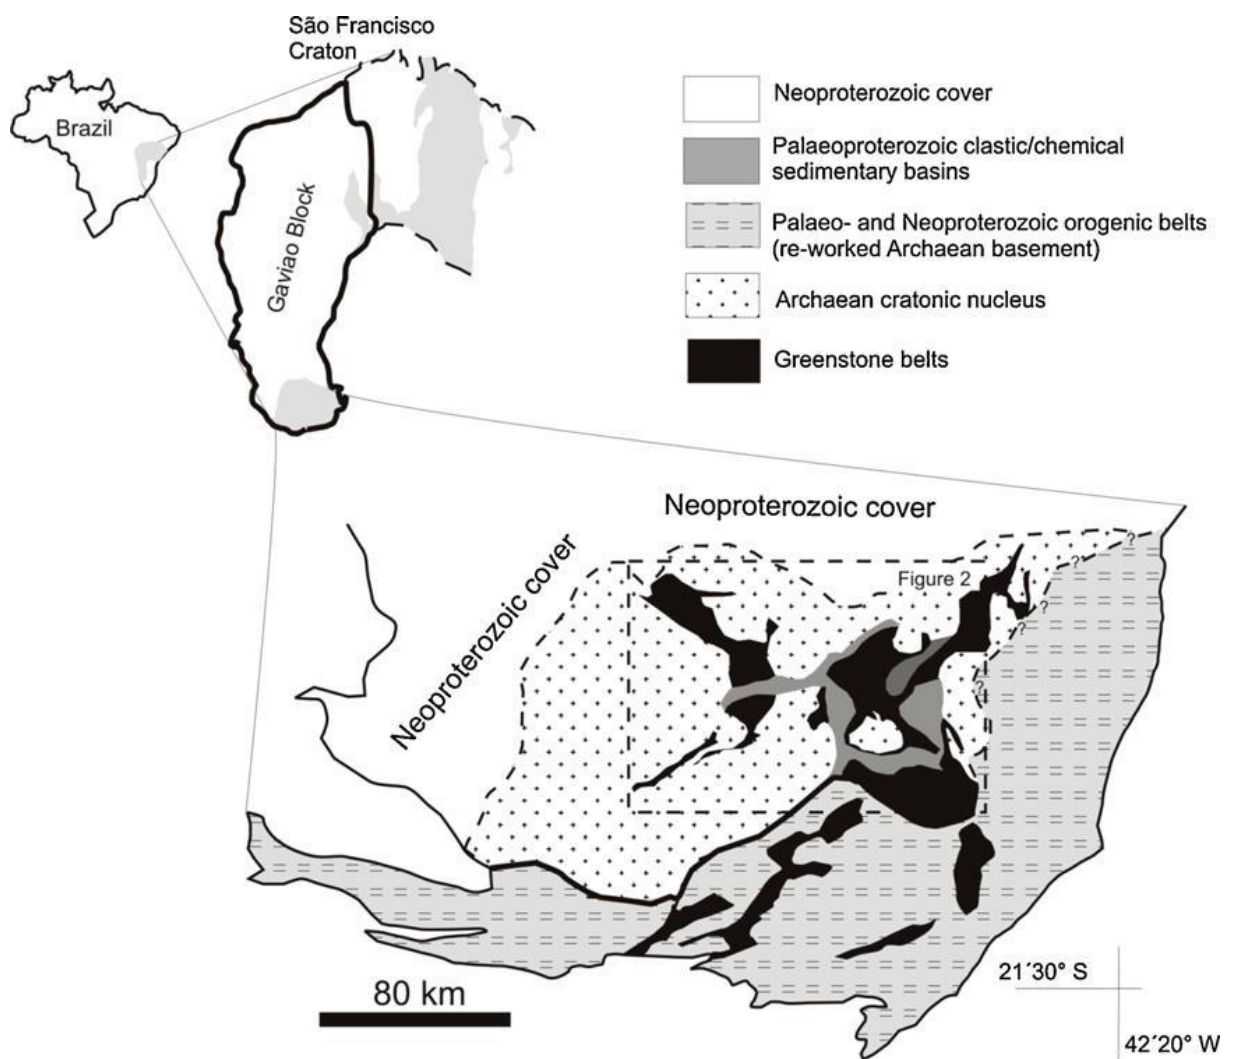 São Francisco
Craton
Brazil
Gaviao Block
Neoproterozoic cover
Palaeoproterozoic clastic/chemical
sedimentary basins
Palaeo- and Neoproterozoic orogenic belts
(re-worked Archaean basement)
Archaean cratonic nucleus
Greenstone belts
Neoproterozoic cover
Neoproterozoic cover
Figure 2
?
?
?
?
?
80 km
21´30° S
42´20° W